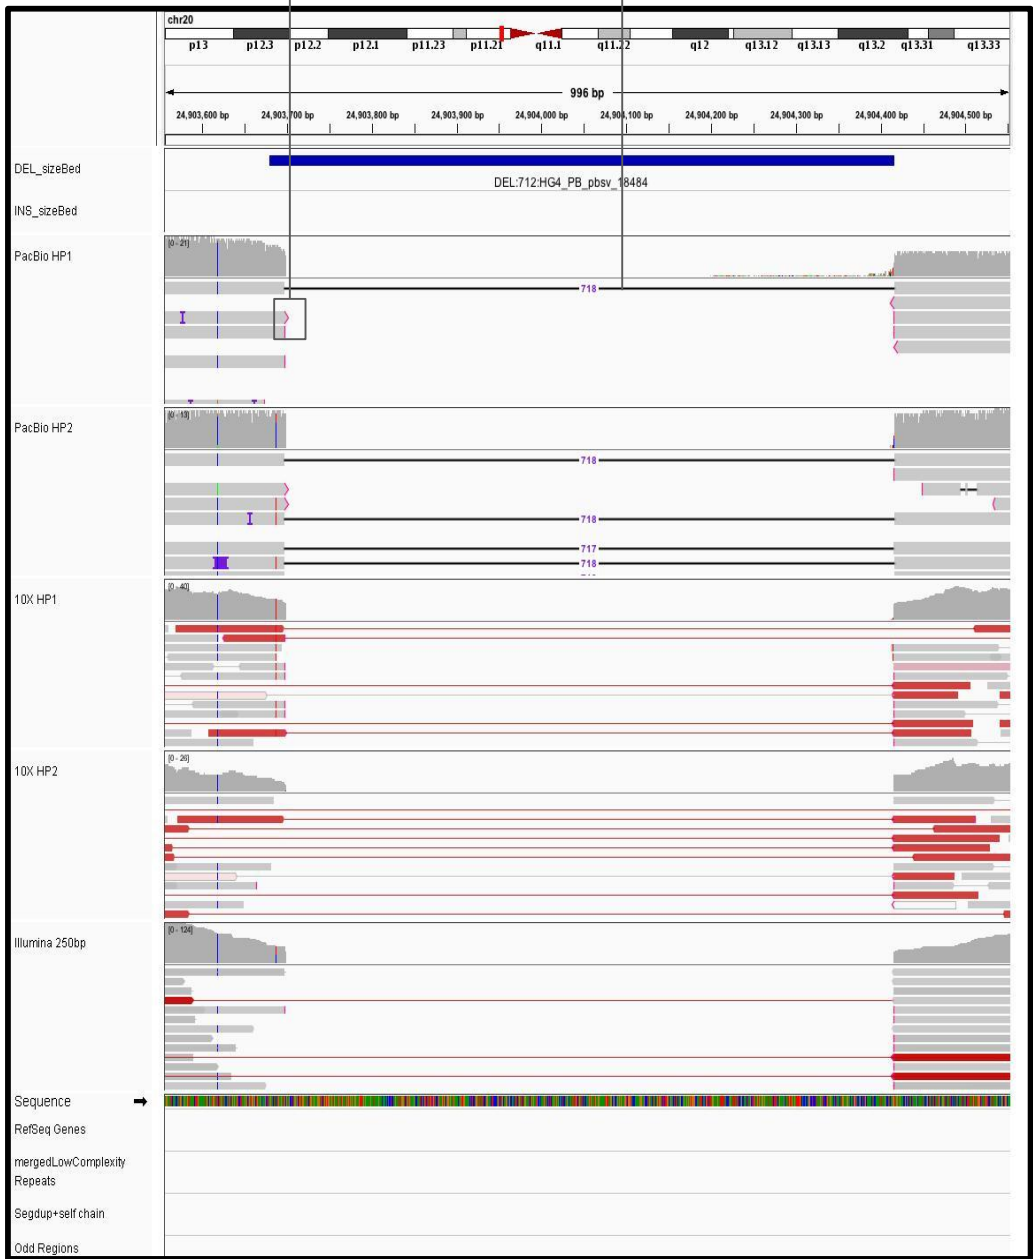 chr20
p13 p12.3 p12.2 p12.1 p11.23 p11.21 q11.1 q11.22 q12 q13.12 q13.13 q13.2 q13.31 q13.33
996 bp
24,903,600 bp 24,903,700 bp 24,903,800 bp 24,903,900 bp 24,904,000 bp 24,904,100 bp 24,904,200 bp 24,904,300 bp 24,904,400 bp 24,904,500 bp
DEL_sizeBed
DEL:712:HG4_PB_pbsv_18484
INS_sizeBed
[0 - 21]
PacBio HP1
718
[0 - 13]
PacBio HP2
718
718
717
718
[0 - 40]
10X HP1
[0 - 26]
10X HP2
[0 - 124]
Illumina 250bp
Sequence
RefSeq Genes
mergedLowComplexity
Repeats
Segdup+self chain
Odd Regions